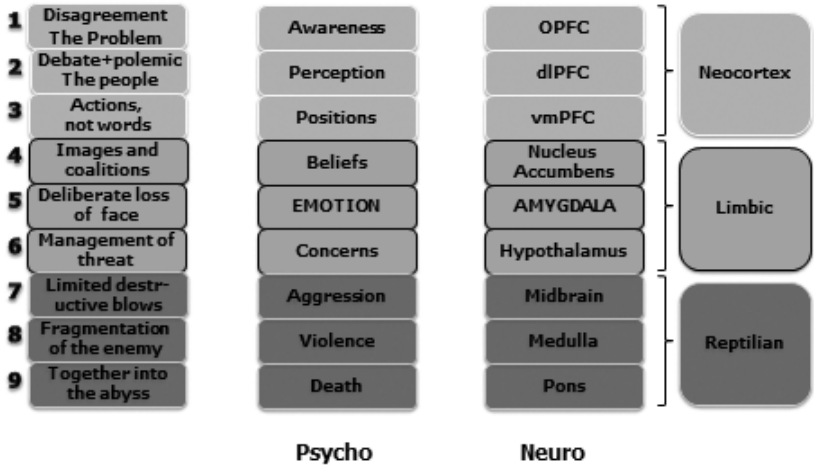 1
Disagreement
The Problem
Awareness
OPFC
2
Debate+polemic
The people
Perception
dlPFC
Neocortex
3
Actions,
not words
Positions
vmPFC
4
Images and
coalitions
Beliefs
Nucleus
Accumbens
5
Deliberate loss
of face
EMOTION
AMYGDALA
Limbic
6
Management of
threat
Concerns
Hypothalamus
7
Limited destr-
uctive blows
Aggression
Midbrain
8
Fragmentation
of the enemy
Violence
Medulla
Reptilian
9
Together into
the abyss
Death
Pons
Psycho
Neuro